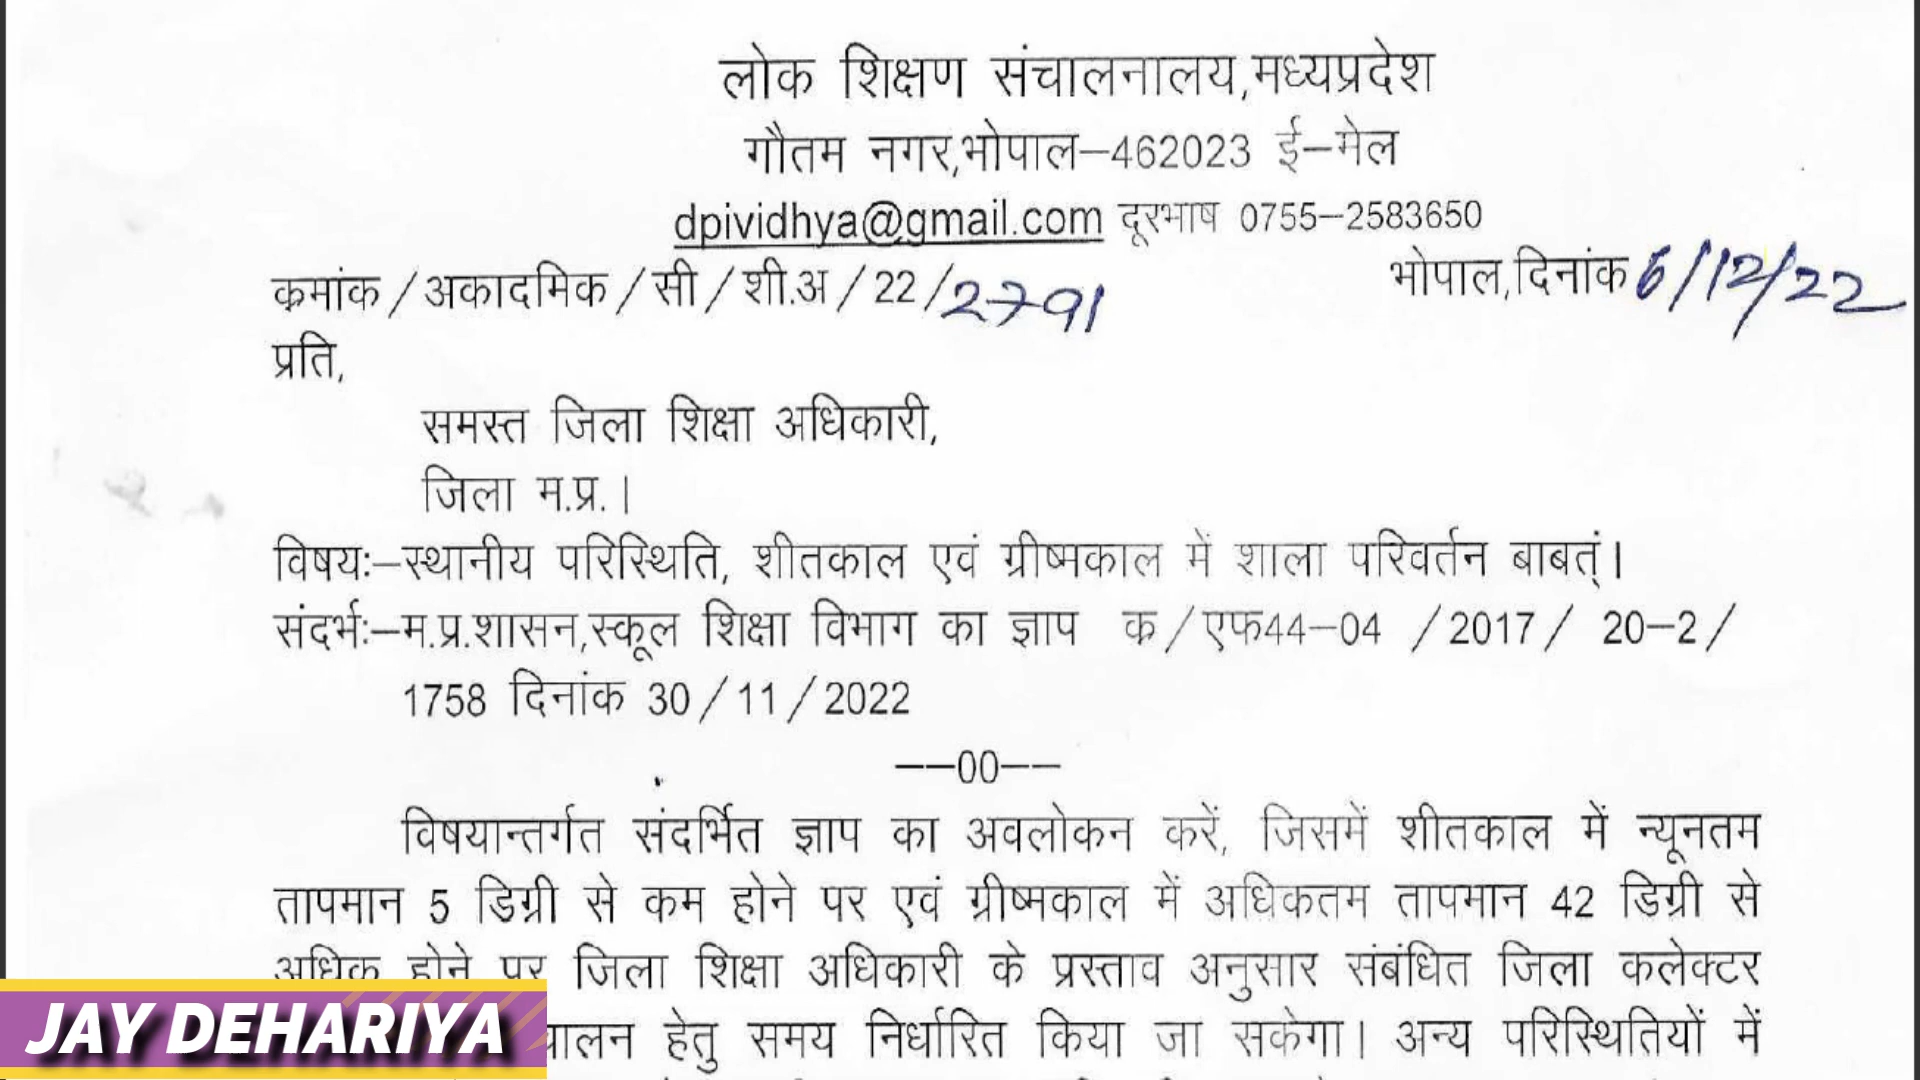 लोक शिक्षण संचालनालय,मध्यप्रदेश
गौतम नगर,भोपाल–462023 ई–मेल
dpividhya@gmail.com दूरभाष 0755–2583650
क्रमांक/अकादमिक/सी/शी.अ/22/2791
भोपाल,दिनांक 6/12/22
प्रति,
समस्त जिला शिक्षा अधिकारी,
जिला म.प्र.।
विषयः–स्थानीय परिस्थिति, शीतकाल एवं ग्रीष्मकाल में शाला परिवर्तन बाबत्ं।
संदर्भः–म.प्र.शासन,स्कूल शिक्षा विभाग का ज्ञाप क्र/एफ44–04 /2017/ 20–2/
1758 दिनांक 30/11/2022
––00––
विषयान्तर्गत संदर्भित ज्ञाप का अवलोकन करें, जिसमें शीतकाल में न्यूनतम
तापमान 5 डिग्री से कम होने पर एवं ग्रीष्मकाल में अधिकतम तापमान 42 डिग्री से
अधिक होने पर जिला शिक्षा अधिकारी के प्रस्ताव अनुसार संबंधित जिला कलेक्टर
हेतु समय निर्धारित किया जा सकेगा। अन्य परिस्थितियों में
JAY DEHARIYA